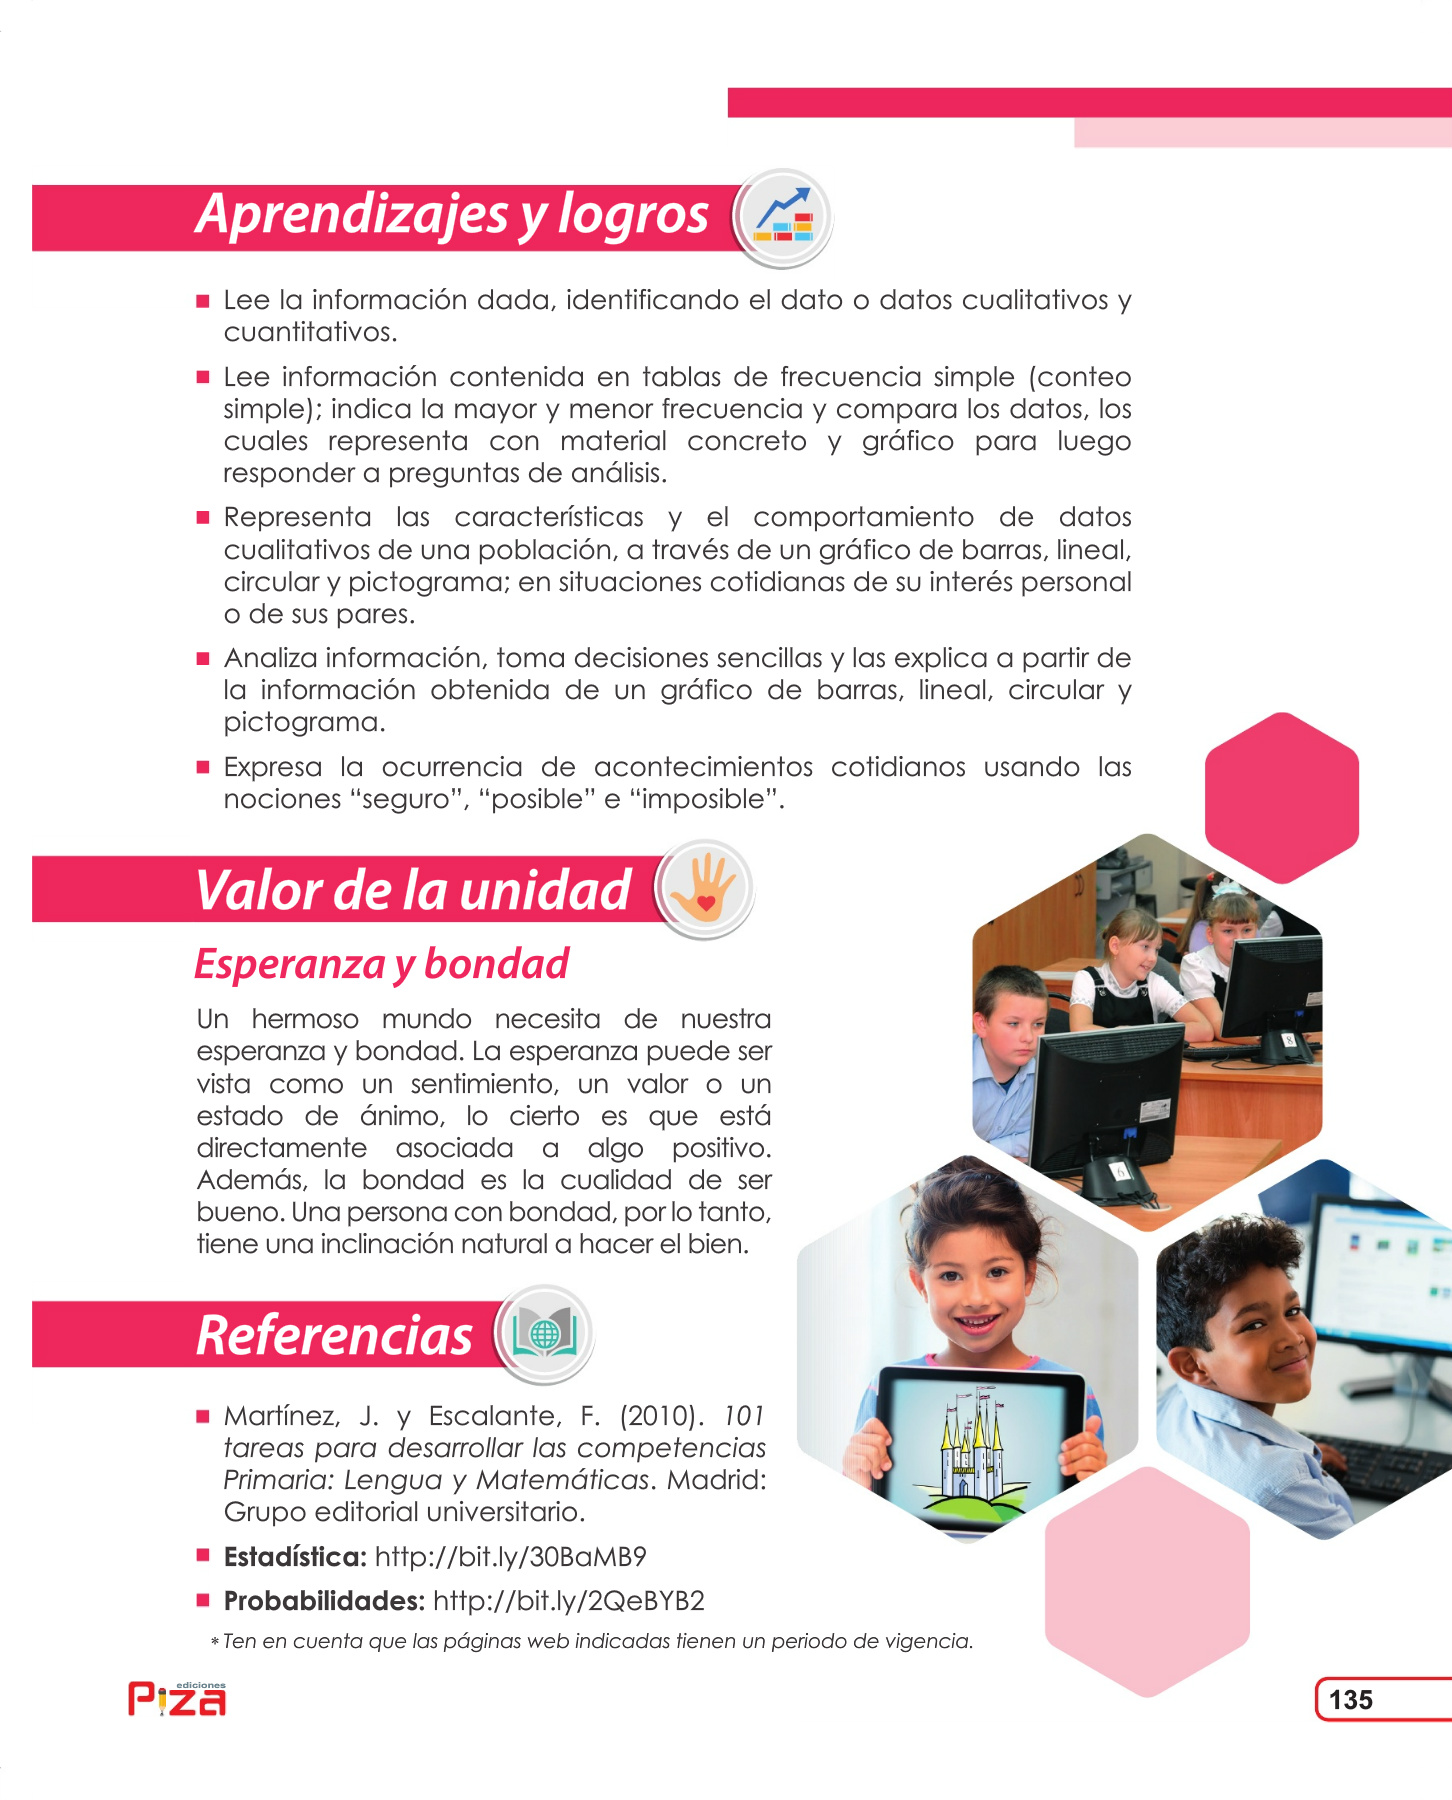 Aprendizajes y logros
Lee la información dada, identificando el dato o datos cualitativos y
cuantitativos.
Lee información contenida en tablas de frecuencia simple (conteo
simple); indica la mayor y menor frecuencia y compara los datos, los
cuales representa con material concreto y gráfico para luego
responder a preguntas de análisis.
Representa las características y el comportamiento de datos
cualitativos de una población, a través de un gráfico de barras, lineal,
circular y pictograma; en situaciones cotidianas de su interés personal
o de sus pares.
Analiza información, toma decisiones sencillas y las explica a partir de
la información obtenida de un gráfico de barras, lineal, circular y
pictograma.
Expresa la ocurrencia de acontecimientos cotidianos usando las
nociones “seguro”, “posible” e “imposible”.
Valor de la unidad
Esperanza y bondad
Un hermoso mundo necesita de nuestra
esperanza y bondad. La esperanza puede ser
vista como un sentimiento, un valor o un
estado de ánimo, lo cierto es que está
directamente asociada a algo positivo.
Además, la bondad es la cualidad de ser
bueno. Una persona con bondad, por lo tanto,
tiene una inclinación natural a hacer el bien.
8
6
Referencias
Martínez, J. y Escalante, F. (2010). 101
tareas para desarrollar las competencias
Primaria: Lengua y Matemáticas. Madrid:
Grupo editorial universitario.
Estadística: http://bit.ly/30BaMB9
Probabilidades: http://bit.ly/2QeBYB2
* Ten en cuenta que las páginas web indicadas tienen un periodo de vigencia.
ediciones
Piza
135